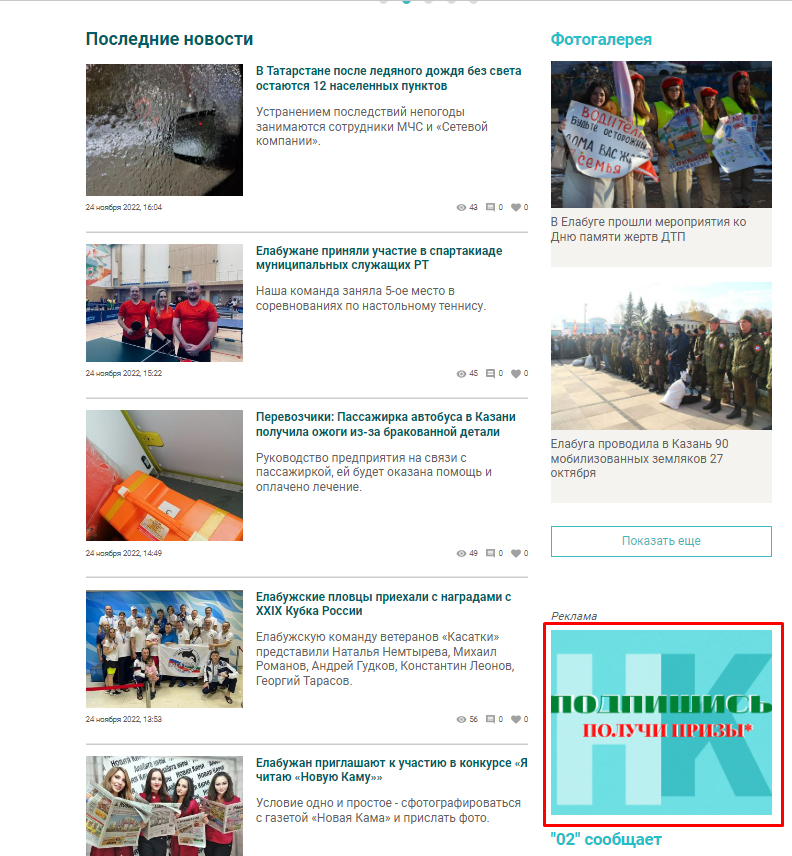 Последние новости
В Татарстане после ледяного дождя без света
остаются 12 населенных пунктов
Устранением последствий непогоды
занимаются сотрудники МЧС и «Сетевой
компании».
24 ноября 2022, 16:04
43 0 0
Елабужане приняли участие в спартакиаде
муниципальных служащих РТ
Наша команда заняла 5-ое место в
соревнованиях по настольному теннису.
24 ноября 2022, 15:22
45 0 0
Перевозчики: Пассажирка автобуса в Казани
получила ожоги из-за бракованной детали
Руководство предприятия на связи с
пассажиркой, ей будет оказана помощь и
оплачено лечение.
24 ноября 2022, 14:49
49 0 0
Елабужские пловцы приехали с наградами с
XXIX Кубка России
Елабужскую команду ветеранов «Касатки»
представили Наталья Немтырева, Михаил
Романов, Андрей Гудков, Константин Леонов,
Георгий Тарасов.
24 ноября 2022, 13:53
56 0 0
Елабужан приглашают к участию в конкурсе «Я
читаю «Новую Каму»»
Условие одно и простое - сфотографироваться
с газетой «Новая Кама» и прислать фото.
Фотогалерея
ВОДИТЕЛЬ
БУДЬТЕ ОСТОРОЖНЫ
ДОМА ВАС ЖДЁТ
СЕМЬЯ
В Елабуге прошли мероприятия ко
Дню памяти жертв ДТП
Елабуга проводила в Казань 90
мобилизованных земляков 27
октября
Показать еще
Реклама
НК
ПОДПИШИСЬ
ПОЛУЧИ ПРИЗЫ*
"02" сообщает